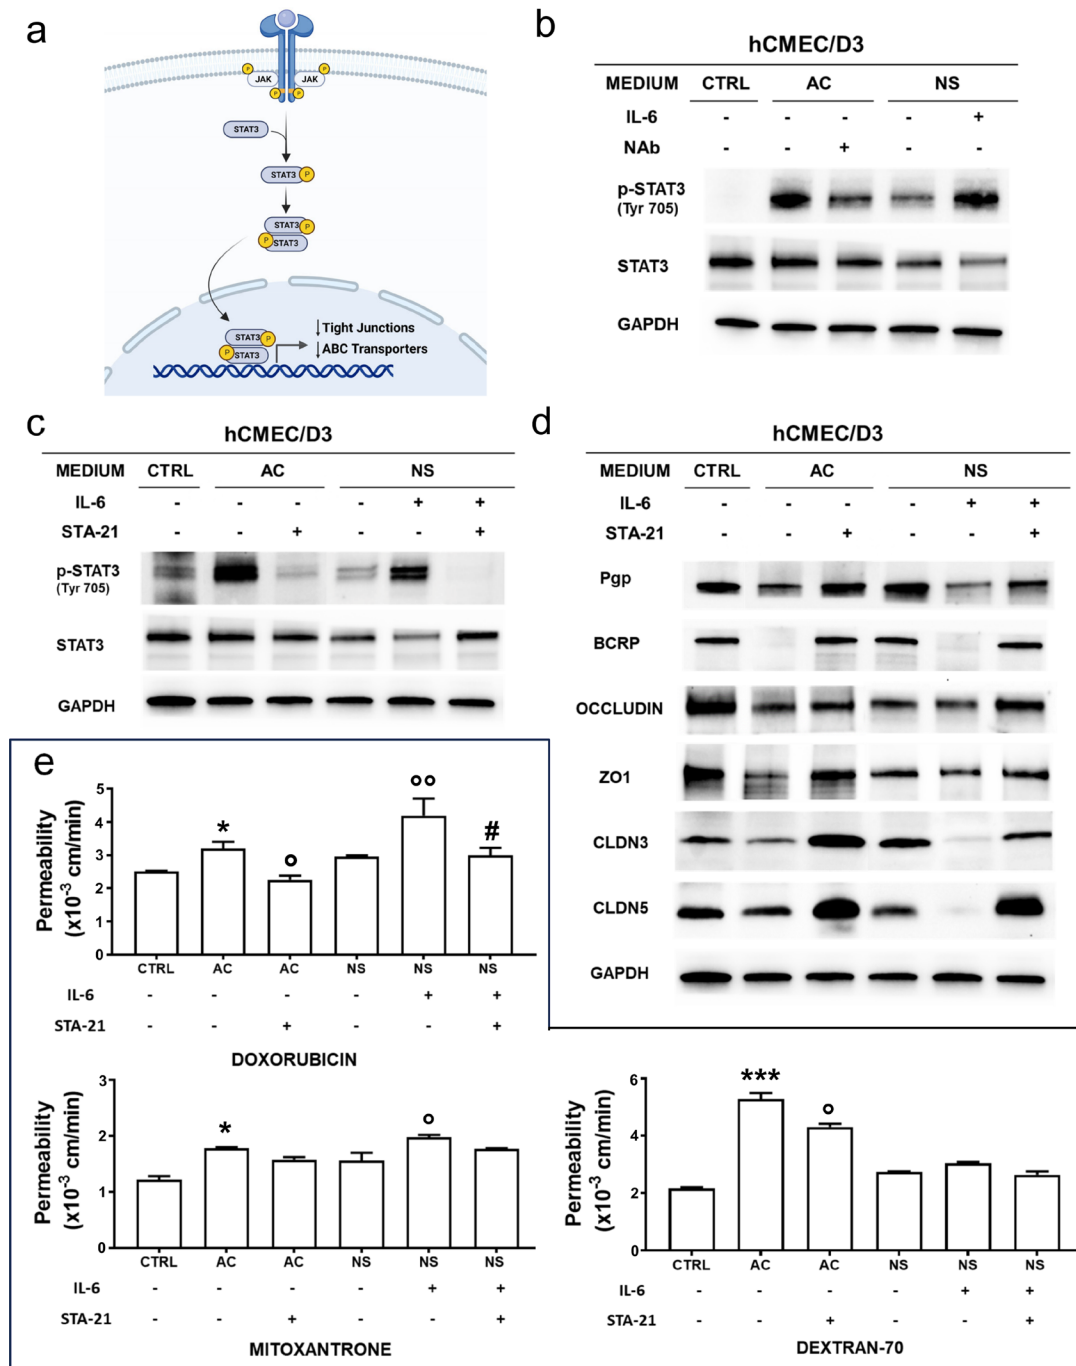 a
P
P
JAK
JAK
P
P
STAT3
STAT3 P
STAT3 P
P STAT3
STAT3 P
P STAT3
↓ Tight Junctions
↓ ABC Transporters
b
hCMEC/D3
MEDIUM CTRL AC NS
IL-6 - - - - +
NAb - - + - -
p-STAT3
(Tyr 705)
STAT3
GAPDH
c
hCMEC/D3
MEDIUM CTRL AC NS
IL-6 - - - - + +
STA-21 - - + - - +
p-STAT3
(Tyr 705)
STAT3
GAPDH
d
hCMEC/D3
MEDIUM CTRL AC NS
IL-6 - - - - + +
STA-21 - - + - - +
Pgp
BCRP
OCCLUDIN
ZO1
CLDN3
CLDN5
GAPDH
e
Permeability
(x10⁻³ cm/min)
5
4
3
2
1
0
* ° °° #
CTRL AC AC NS NS NS
IL-6 - - - - + +
STA-21 - - + - - +
DOXORUBICIN
Permeability
(x10⁻³ cm/min)
3
2
1
0
* °
CTRL AC AC NS NS NS
IL-6 - - - - + +
STA-21 - - + - - +
MITOXANTRONE
Permeability
(x10⁻³ cm/min)
6
4
2
0
*** °
CTRL AC AC NS NS NS
IL-6 - - - - + +
STA-21 - - + - - +
DEXTRAN-70